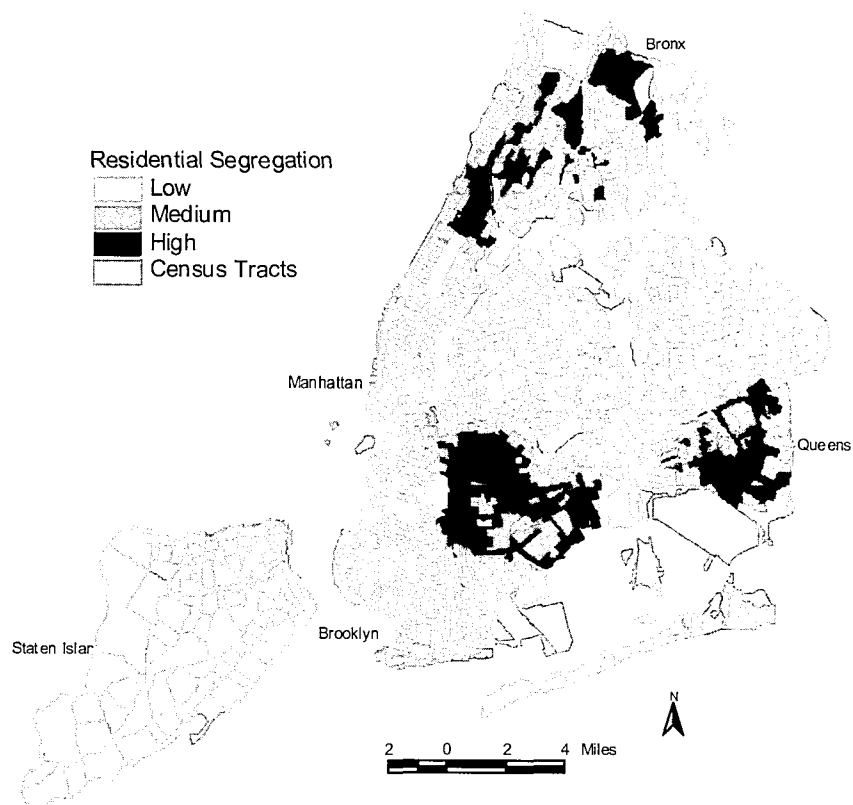 Bronx
Residential Segregation
Low
Medium
High
Census Tracts
Manhattan
Queens
Brooklyn
Staten Islar
N
2 0 2 4 Miles